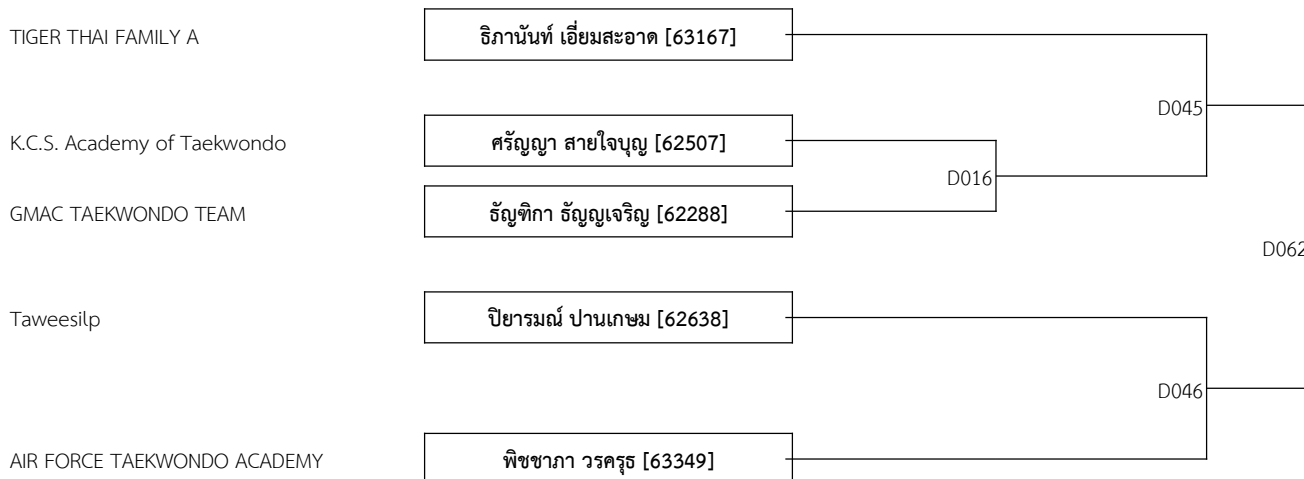 TIGER THAI FAMILY A
ธิภานันท์ เอี่ยมสะอาด [63167]
D045
K.C.S. Academy of Taekwondo
ศรัญญา สายใจบุญ [62507]
D016
GMAC TAEKWONDO TEAM
ธัญฑิกา ธัญญเจริญ [62288]
D062
Taweesilp
ปิยารมณ์ ปานเกษม [62638]
D046
AIR FORCE TAEKWONDO ACADEMY
พิชชาภา วรครุธ [63349]